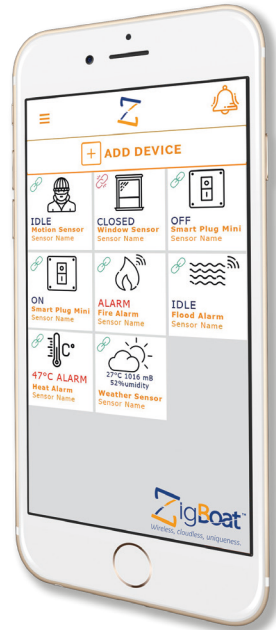 Z
+ ADD DEVICE
IDLE
Motion Sensor
Sensor Name
CLOSED
Window Sensor
Sensor Name
OFF
Smart Plug Mini
Sensor Name
ON
Smart Plug Mini
Sensor Name
ALARM
Fire Alarm
Sensor Name
IDLE
Flood Alarm
Sensor Name
C°
47°C ALARM
Heat Alarm
Sensor Name
27°C 1016 mB
52%umidity
Weather Sensor
Sensor Name
ZigBoat™
Wireless, cloudless, uniqueness.